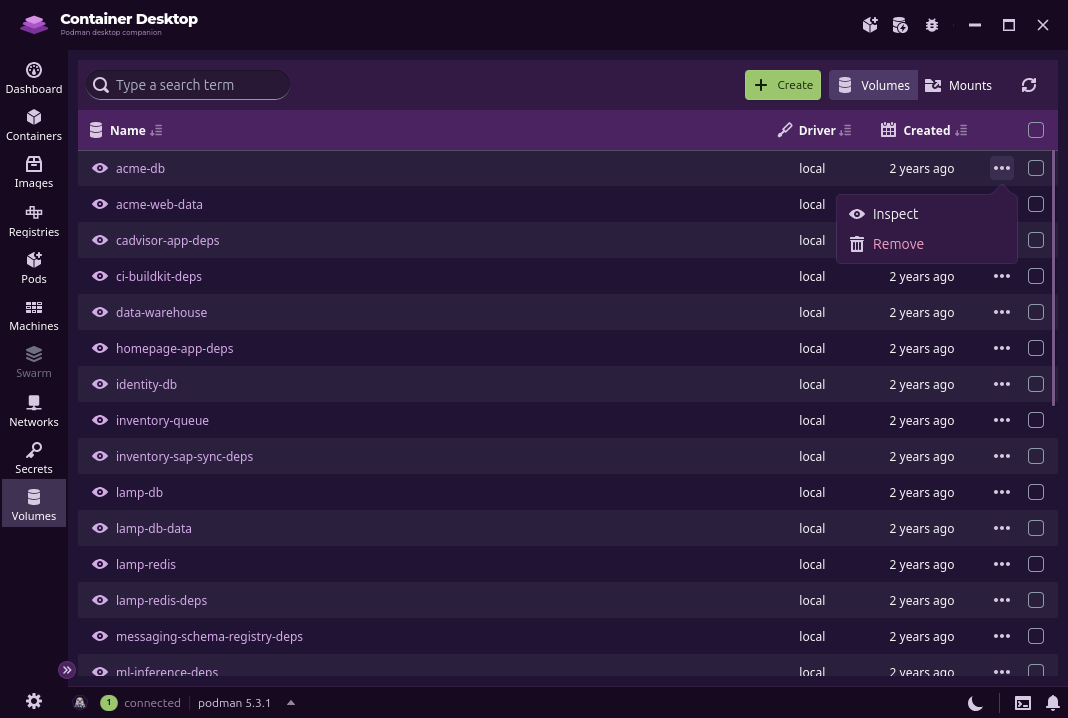 Container Desktop
Podman desktop companion
Dashboard
Containers
Images
Registries
Pods
Machines
Swarm
Networks
Secrets
Volumes
Type a search term
Create
Volumes
Mounts
Name
Driver
Created
acme-db local 2 years ago
acme-web-data local
cadvisor-app-deps local
ci-buildkit-deps local 2 years ago
data-warehouse local 2 years ago
homepage-app-deps local 2 years ago
identity-db local 2 years ago
inventory-queue local 2 years ago
inventory-sap-sync-deps local 2 years ago
lamp-db local 2 years ago
lamp-db-data local 2 years ago
lamp-redis local 2 years ago
lamp-redis-deps local 2 years ago
messaging-schema-registry-deps local 2 years ago
ml-inference-deps local 2 years ago
Inspect
Remove
1 connected podman 5.3.1